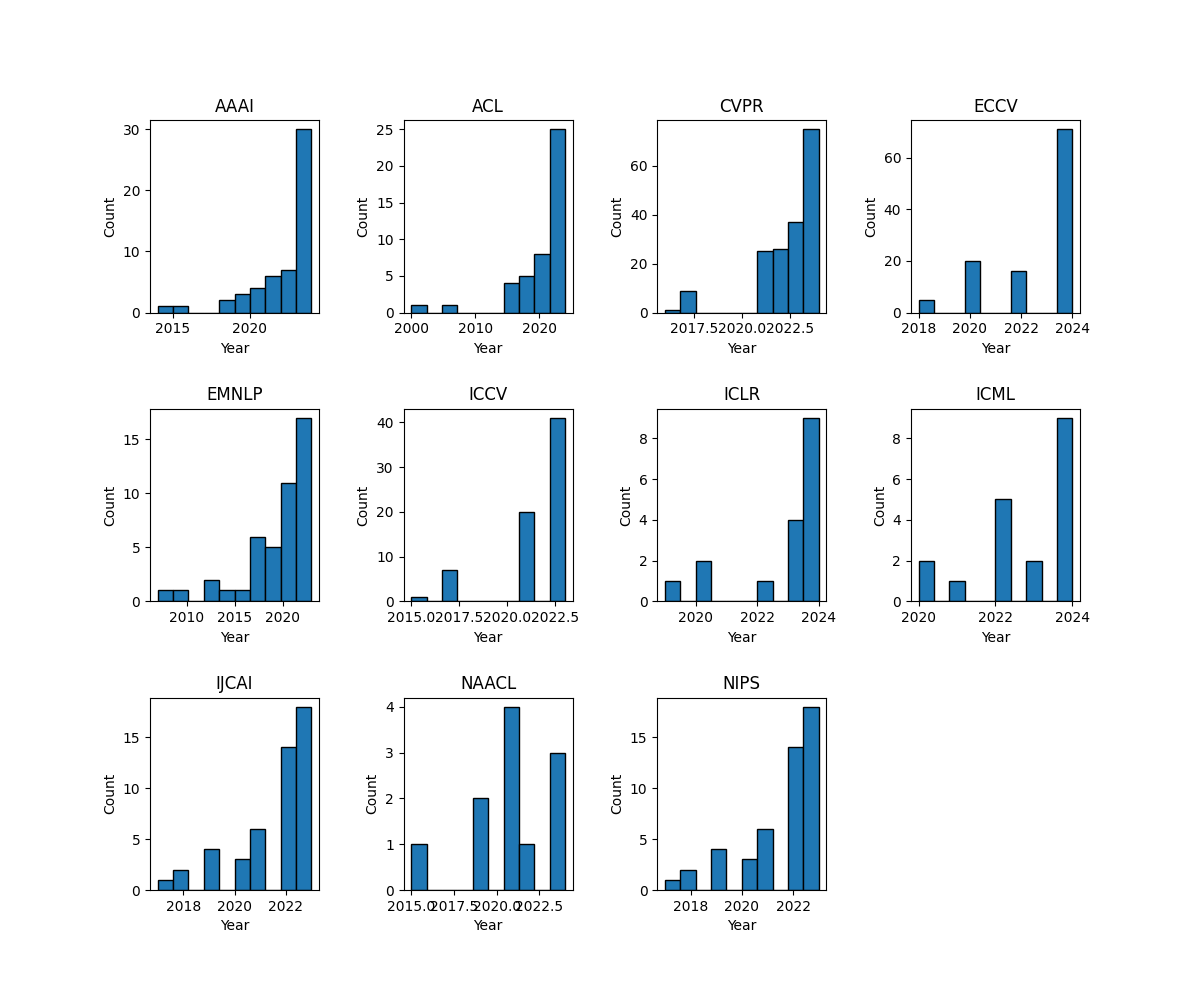 AAAI ACL CVPR ECCV
30
20
10
0
Count
2015 2020
Year
25
20
15
10
5
0
Count
2000 2010 2020
Year
60
40
20
0
Count
2017.5 2020.0 2022.5
Year
60
40
20
0
Count
2018 2020 2022 2024
Year
EMNLP ICCV ICLR ICML
15
10
5
0
Count
2010 2015 2020
Year
40
30
20
10
0
Count
2015.0 2017.5 2020.0 2022.5
Year
8
6
4
2
0
Count
2020 2022 2024
Year
8
6
4
2
0
Count
2020 2022 2024
Year
IJCAI NAACL NIPS
15
10
5
0
Count
2018 2020 2022
Year
4
3
2
1
0
Count
2015.0 2017.5 2020.0 2022.5
Year
15
10
5
0
Count
2018 2020 2022
Year